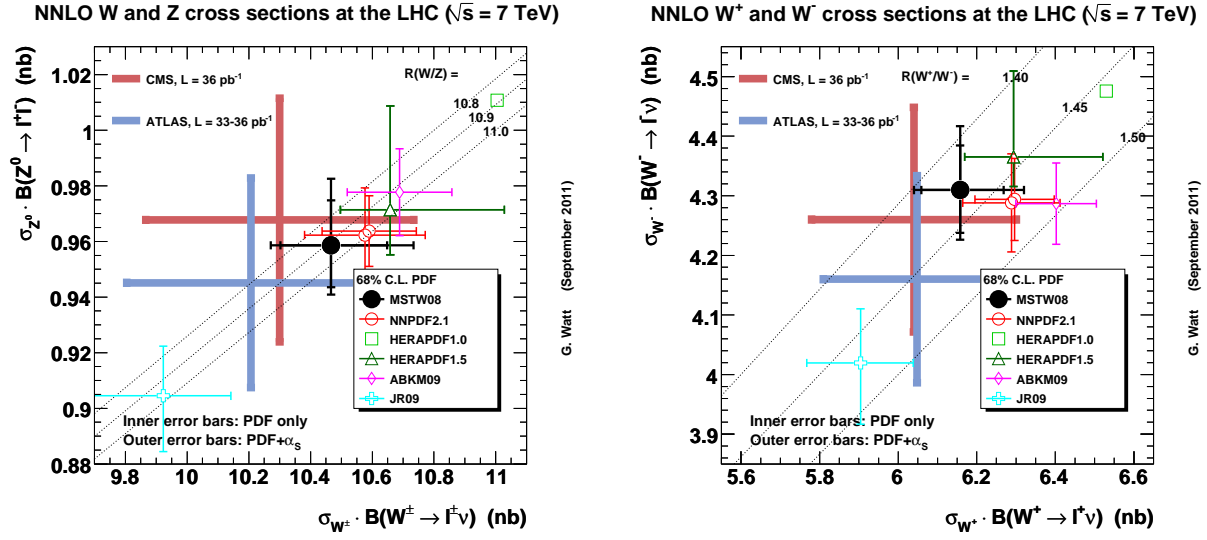 NNLO W and Z cross sections at the LHC (√s = 7 TeV)
σ_Z⁰ · B(Z⁰ → l⁺l⁻) (nb)
1.02
1
0.98
0.96
0.94
0.92
0.9
0.88
CMS, L = 36 pb⁻¹
ATLAS, L = 33-36 pb⁻¹
R(W/Z) =
10.8
10.9
11.0
68% C.L. PDF
MSTW08
NNPDF2.1
HERAPDF1.0
HERAPDF1.5
ABKM09
JR09
Inner error bars: PDF only
Outer error bars: PDF+α_S
9.8 10 10.2 10.4 10.6 10.8 11
σ_W± · B(W± → l±ν) (nb)
G. Watt (September 2011)
NNLO W⁺ and W⁻ cross sections at the LHC (√s = 7 TeV)
σ_W⁻ · B(W⁻ → l⁻ν) (nb)
4.5
4.4
4.3
4.2
4.1
4
3.9
CMS, L = 36 pb⁻¹
ATLAS, L = 33-36 pb⁻¹
R(W⁺/W⁻) =
1.40
1.45
1.50
68% C.L. PDF
MSTW08
NNPDF2.1
HERAPDF1.0
HERAPDF1.5
ABKM09
JR09
Inner error bars: PDF only
Outer error bars: PDF+α_S
5.6 5.8 6 6.2 6.4 6.6
σ_W⁺ · B(W⁺ → l⁺ν) (nb)
G. Watt (September 2011)